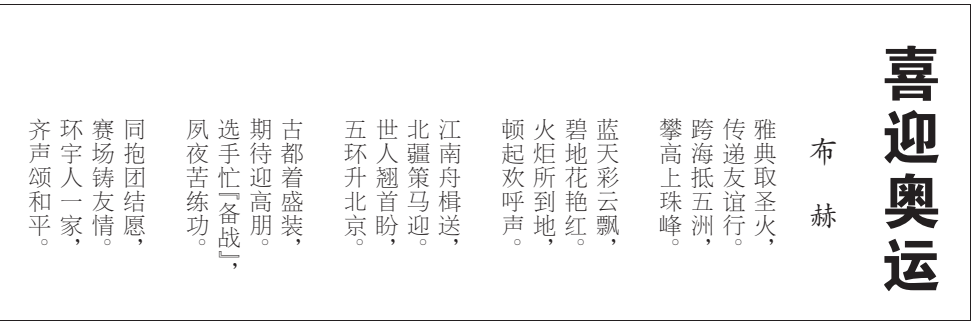 喜迎奥运
布赫
雅典取圣火，
传递友谊行。
跨海抵五洲，
攀高上珠峰。
蓝天彩云飘，
碧地花艳红。
火炬所到地，
顿起欢呼声。
江南舟楫送，
北疆策马迎。
世人翘首盼，
五环升北京。
古都着盛装，
期待迎高朋。
选手忙『备战』，
夙夜苦练功。
同抱团结愿，
赛场铸友情。
环宇人一家，
齐声颂和平。